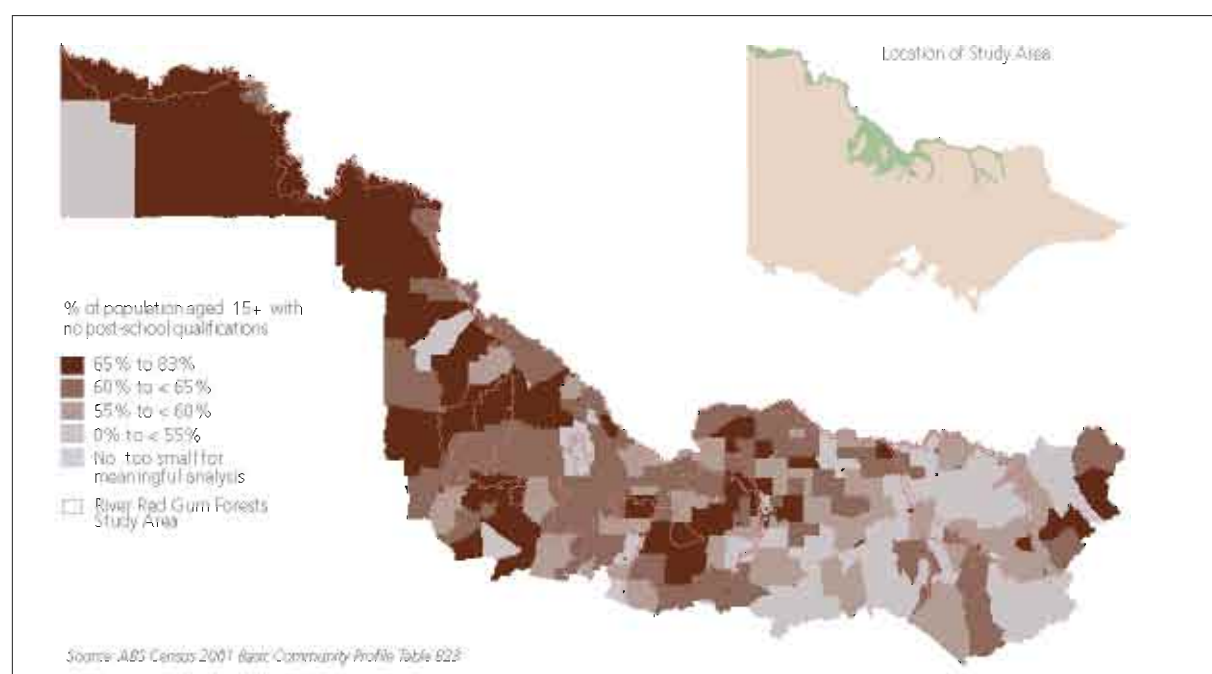 Location of Study Area
% of population aged 15+ with
no post-school qualifications
65% to 83%
60% to < 65%
55% to < 60%
0% to < 55%
No. too small for
meaningful analysis
River Red Gum Forests
Study Area
Source: ABS Census 2001 Basic Community Profile Table B23